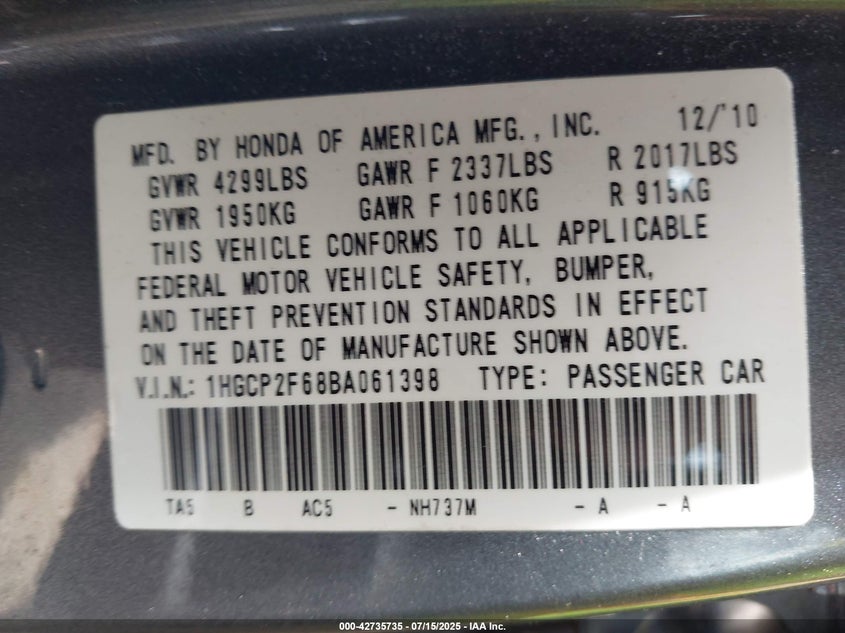 MFD. BY HONDA OF AMERICA MFG., INC. 12/'10
GVWR 4299LBS GAWR F 2337LBS R 2017LBS
GVWR 1950KG GAWR F 1060KG R 915KG
THIS VEHICLE CONFORMS TO ALL APPLICABLE
FEDERAL MOTOR VEHICLE SAFETY, BUMPER,
AND THEFT PREVENTION STANDARDS IN EFFECT
ON THE DATE OF MANUFACTURE SHOWN ABOVE.
V.I.N.: 1HGCP2F68BA061398 TYPE: PASSENGER CAR
TA5 B AC5 - NH737M - A - A
000-42735735 - 07/15/2025 - IAA Inc.